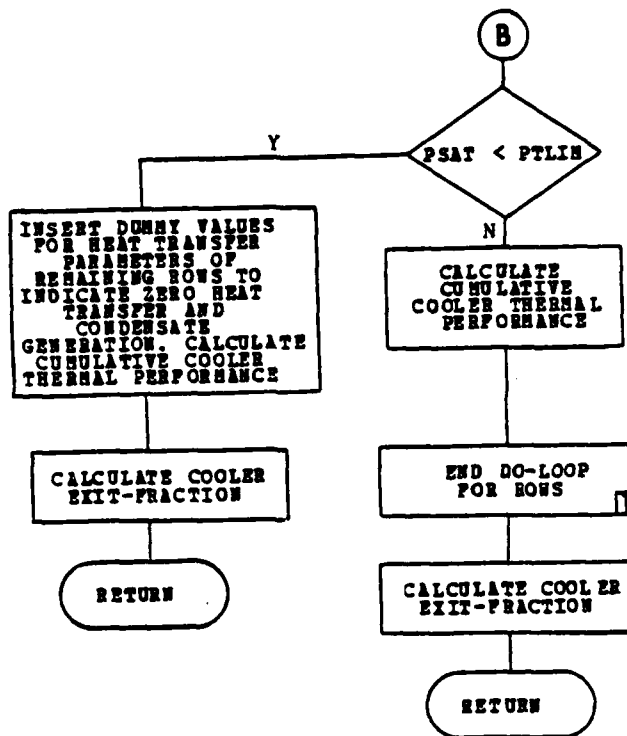 B
PSAT < PTLIM
Y
N
INSERT DUMMY VALUES
FOR HEAT TRANSFER
PARAMETERS OF
REMAINING ROWS TO
INDICATE ZERO HEAT
TRANSFER AND
CONDENSATE
GENERATION. CALCULATE
CUMULATIVE COOLER
THERMAL PERFORMANCE
CALCULATE
CUMULATIVE
COOLER THERMAL
PERFORMANCE
CALCULATE COOLER
EXIT-FRACTION
END DO-LOOP
FOR ROWS
RETURN
CALCULATE COOLER
EXIT-FRACTION
RETURN